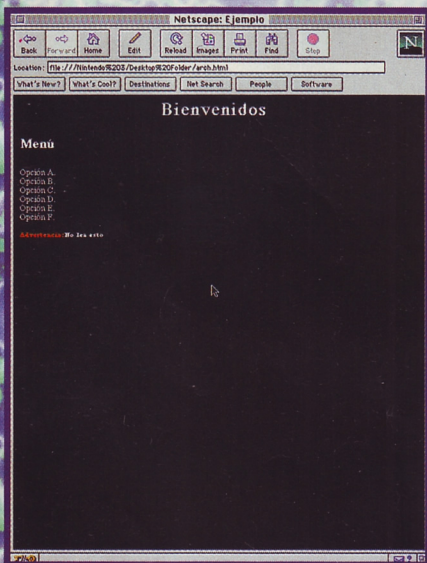 Netscape: Ejemplo
Back Forward Home Edit Reload Images Print Find Stop
N
Location: file:///Nintendo%208/Desktop%20Folder/arch.html
What's New? What's Cool? Destinations Net Search People Software
Bienvenidos
Menú
Opción A.
Opción B.
Opción C.
Opción D.
Opción E.
Opción F.
Advertencia: No lea esto